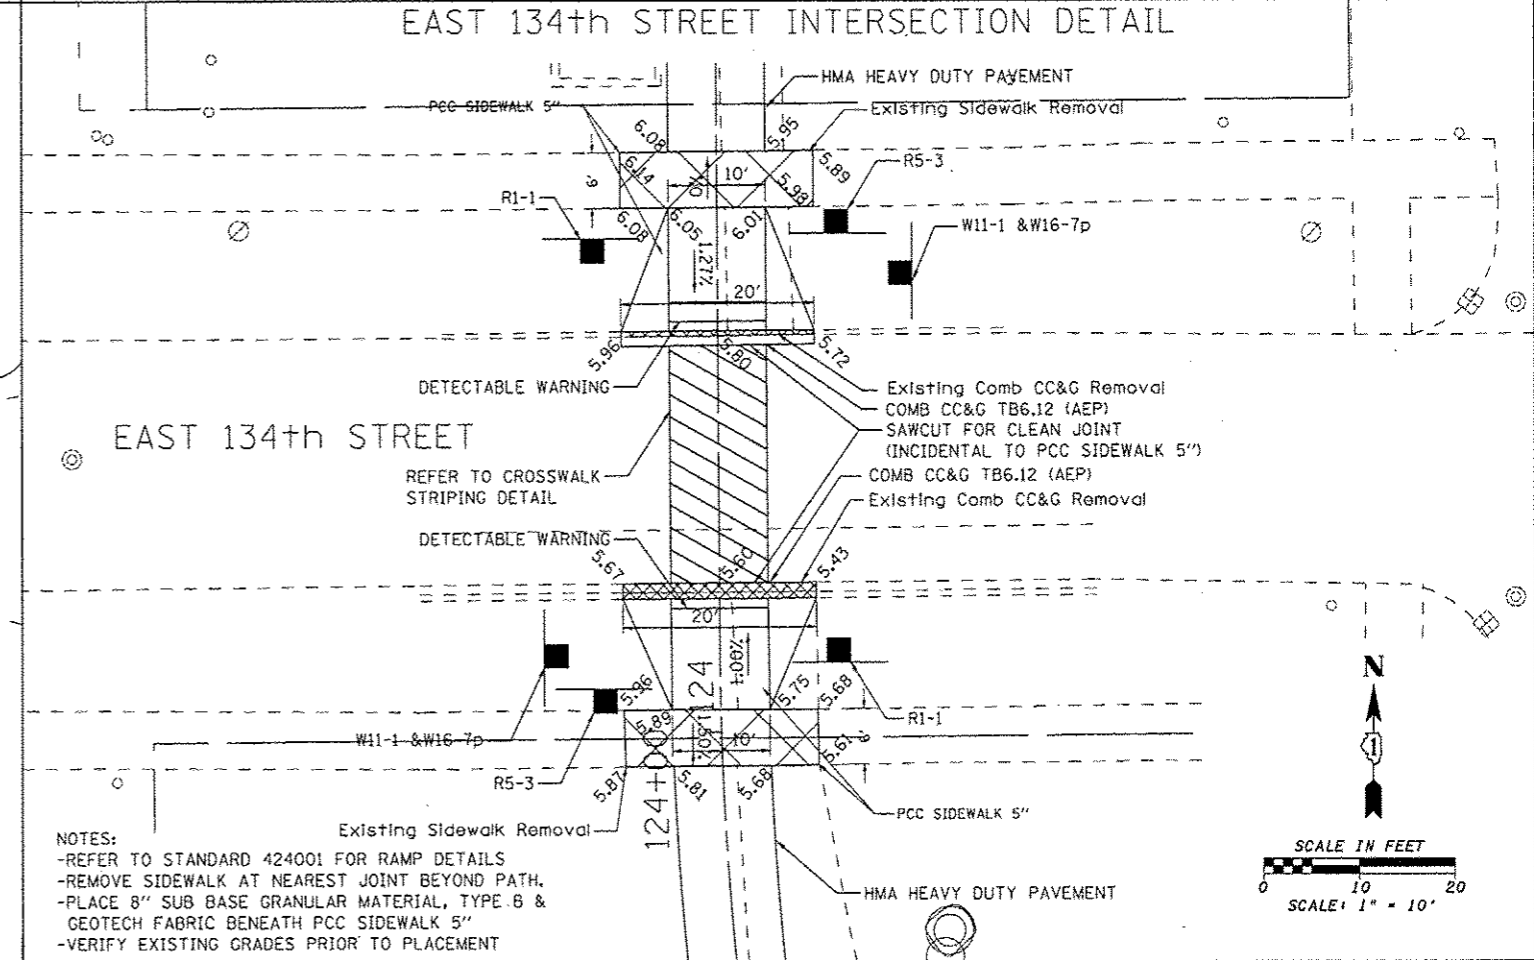 EAST 134th STREET INTERSECTION DETAIL
HMA HEAVY DUTY PAVEMENT
PCC SIDEWALK 5"
Existing Sidewalk Removal
6.08
5.95
6.14
10'
5.98
5.89
R5-3
R1-1
6.08
6.05
6.01
W11-1 &W16-7p
1.27%
20'
5.96
5.80
5.72
DETECTABLE WARNING
Existing Comb CC&G Removal
COMB CC&G TB6.12 (AEP)
SAWCUT FOR CLEAN JOINT
(INCIDENTAL TO PCC SIDEWALK 5")
EAST 134th STREET
REFER TO CROSSWALK
STRIPING DETAIL
COMB CC&G TB6.12 (AEP)
Existing Comb CC&G Removal
DETECTABLE WARNING
5.67
5.60
5.43
20'
124
5.96
5.75
5.68
5.89
10'
5.61
R1-1
W11-1 &W16-7p
R5-3
5.87
5.81
5.68
124+00
PCC SIDEWALK 5"
Existing Sidewalk Removal
HMA HEAVY DUTY PAVEMENT
NOTES:
-REFER TO STANDARD 424001 FOR RAMP DETAILS
-REMOVE SIDEWALK AT NEAREST JOINT BEYOND PATH.
-PLACE 8" SUB BASE GRANULAR MATERIAL, TYPE B &
GEOTECH FABRIC BENEATH PCC SIDEWALK 5"
-VERIFY EXISTING GRADES PRIOR TO PLACEMENT
N
1
SCALE IN FEET
0 10 20
SCALE: 1" = 10'